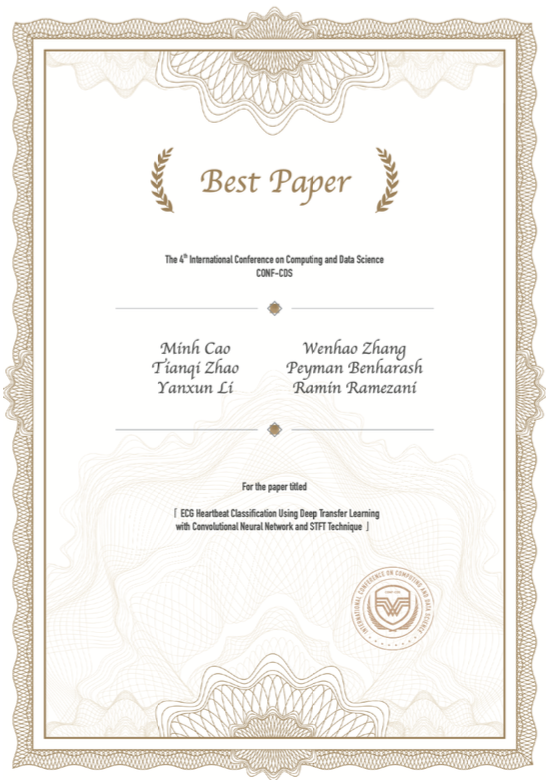 Best Paper
The 4th International Conference on Computing and Data Science
CONF-CDS
Minh Cao
Tianqi Zhao
Yanxun Li
Wenhao Zhang
Peyman Benharash
Ramin Ramezani
For the paper titled
「 ECG Heartbeat Classification Using Deep Transfer Learning
with Convolutional Neural Network and STFT Technique 」
INTERNATIONAL CONFERENCE ON COMPUTING AND DATA SCIENCE